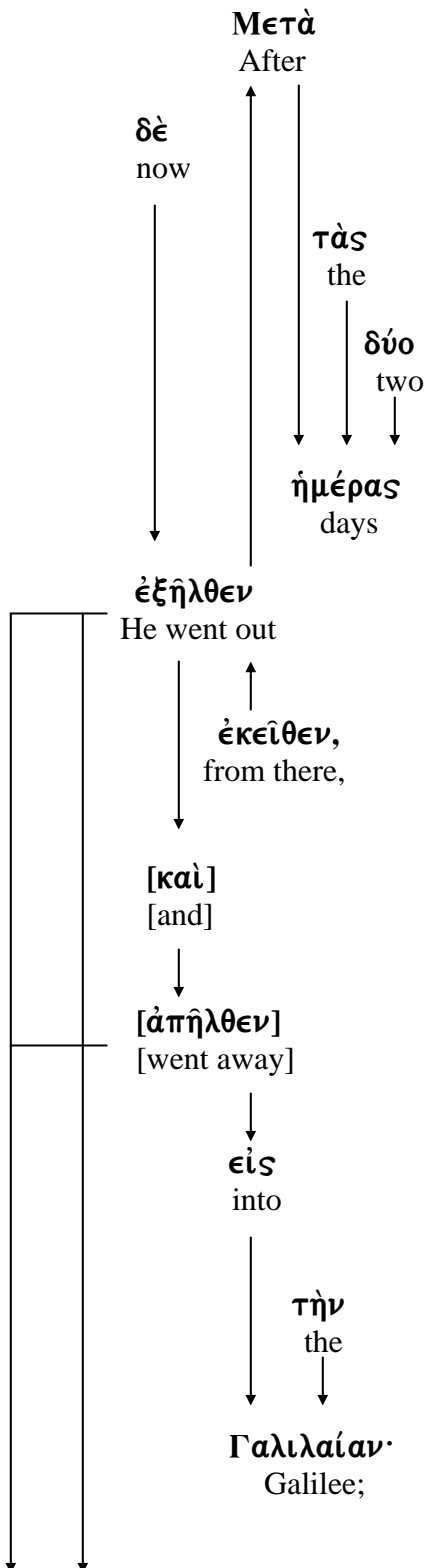 Μετὰ
After
δὲ
now
τὰς
the
δύο
two
ἡμέρας
days
ἐξῆλθεν
He went out
ἐκεῖθεν,
from there,
[καὶ]
[and]
[ἀπῆλθεν]
[went away]
εἰς
into
τὴν
the
Γαλιλαίαν·
Galilee;